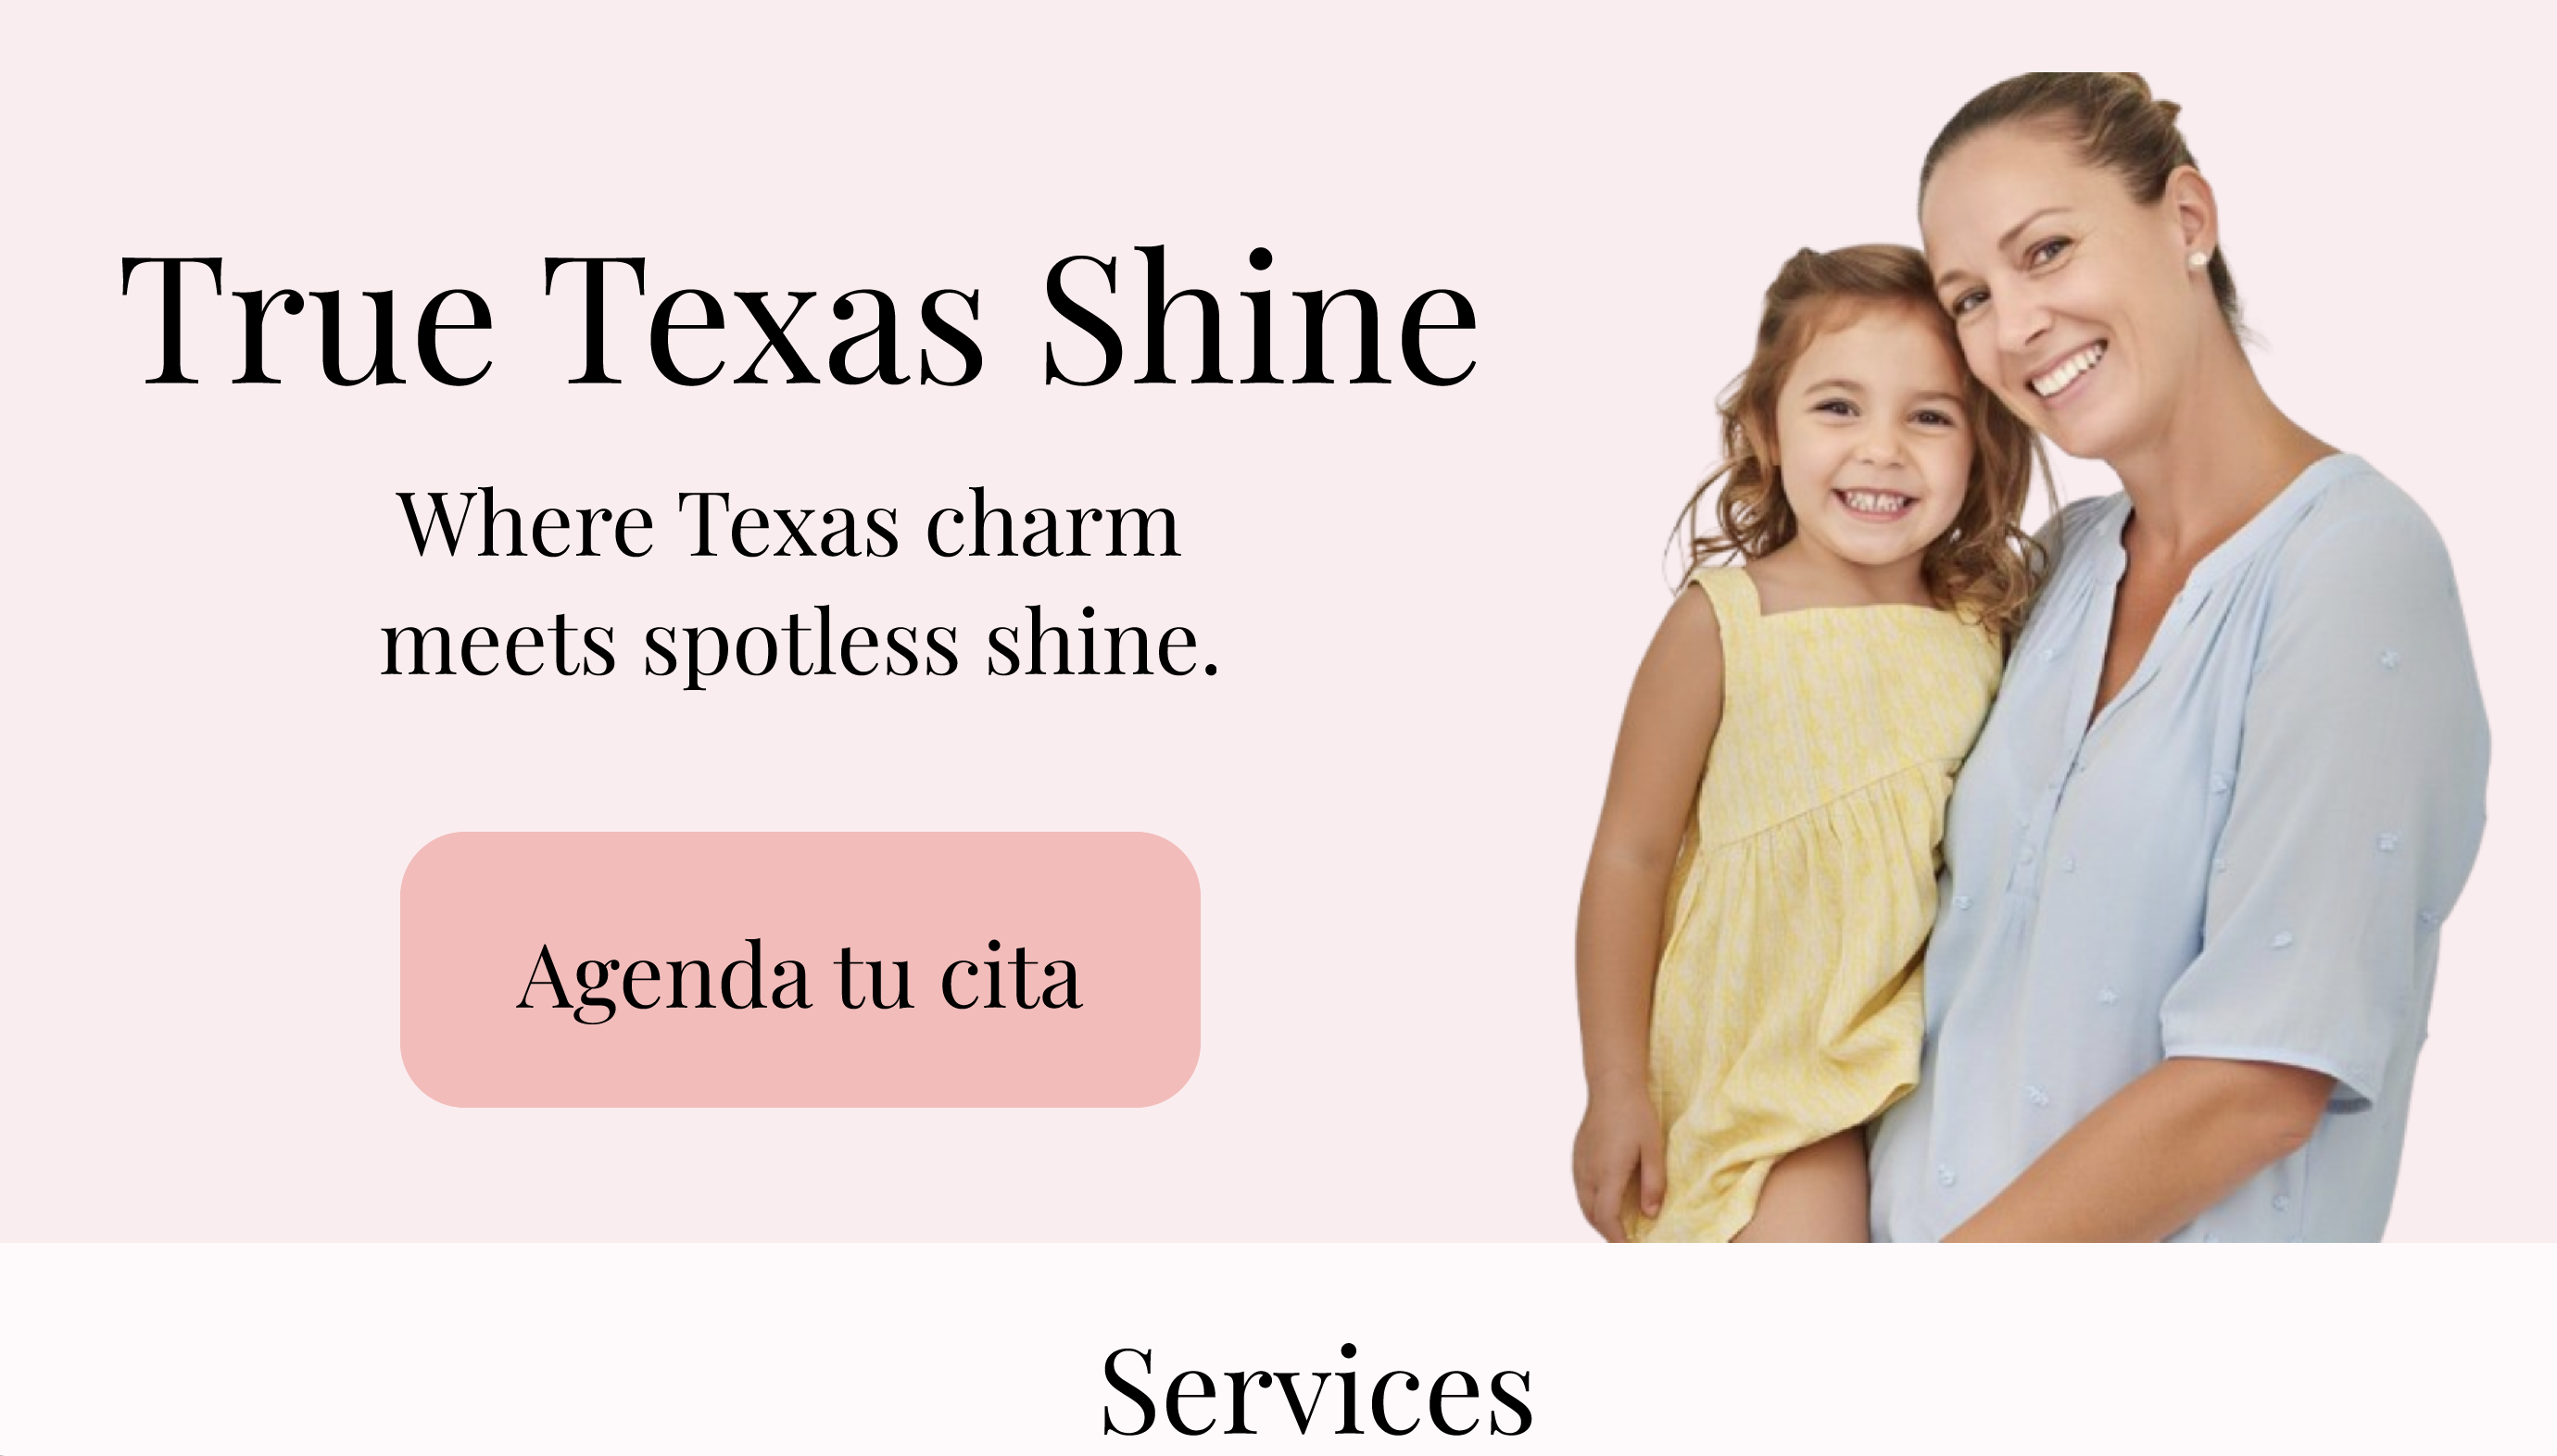 True Texas Shine
Where Texas charm
meets spotless shine.
Agenda tu cita
Services